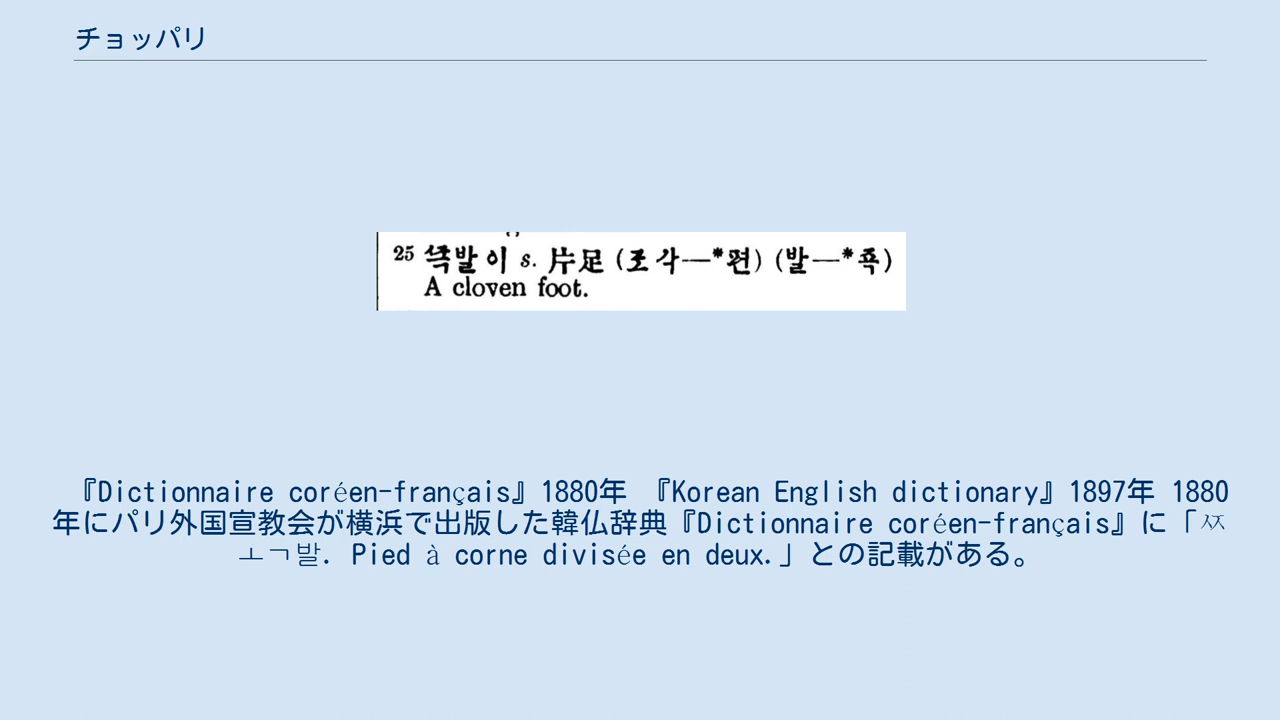 チョッパリ
25 ᄶᅩᆨ발이 s. 片足 (조각—*편) (발—*죡)
A cloven foot.
『Dictionnaire coréen-français』1880年 『Korean English dictionary』1897年 1880
年にパリ外国宣教会が横浜で出版した韓仏辞典『Dictionnaire coréen-français』に「ㅾ
ㅗㄱ발. Pied à corne divisée en deux.」との記載がある。